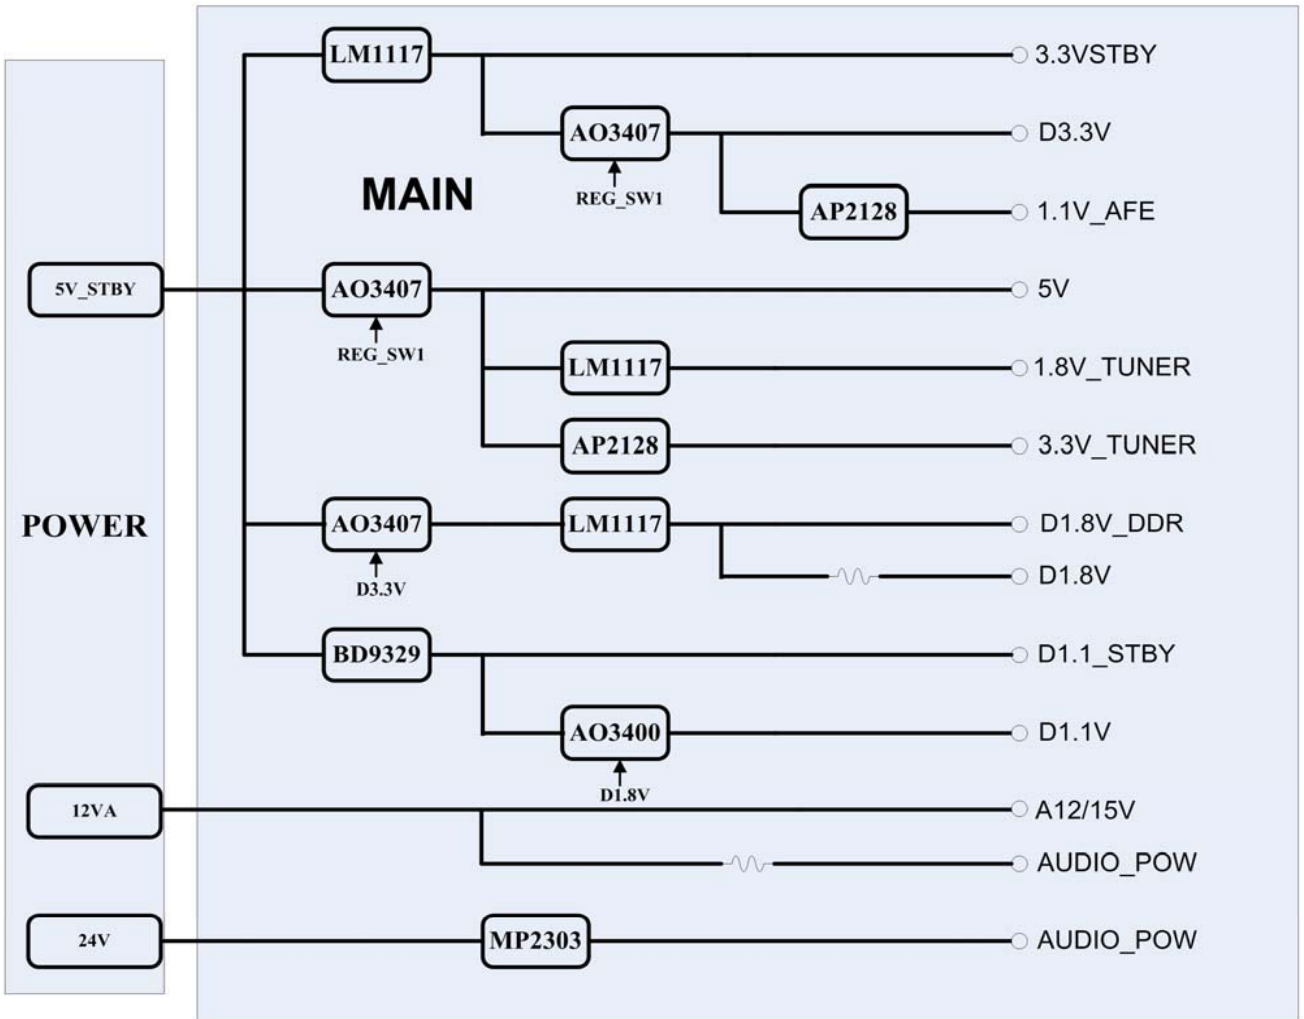 LM1117
3.3VSTBY
AO3407
D3.3V
MAIN
REG_SW1
AP2128
1.1V_AFE
5V_STBY
AO3407
5V
REG_SW1
LM1117
1.8V_TUNER
AP2128
3.3V_TUNER
POWER
AO3407
LM1117
D1.8V_DDR
D1.8V
D3.3V
BD9329
D1.1_STBY
AO3400
D1.1V
D1.8V
12VA
A12/15V
AUDIO_POW
24V
MP2303
AUDIO_POW